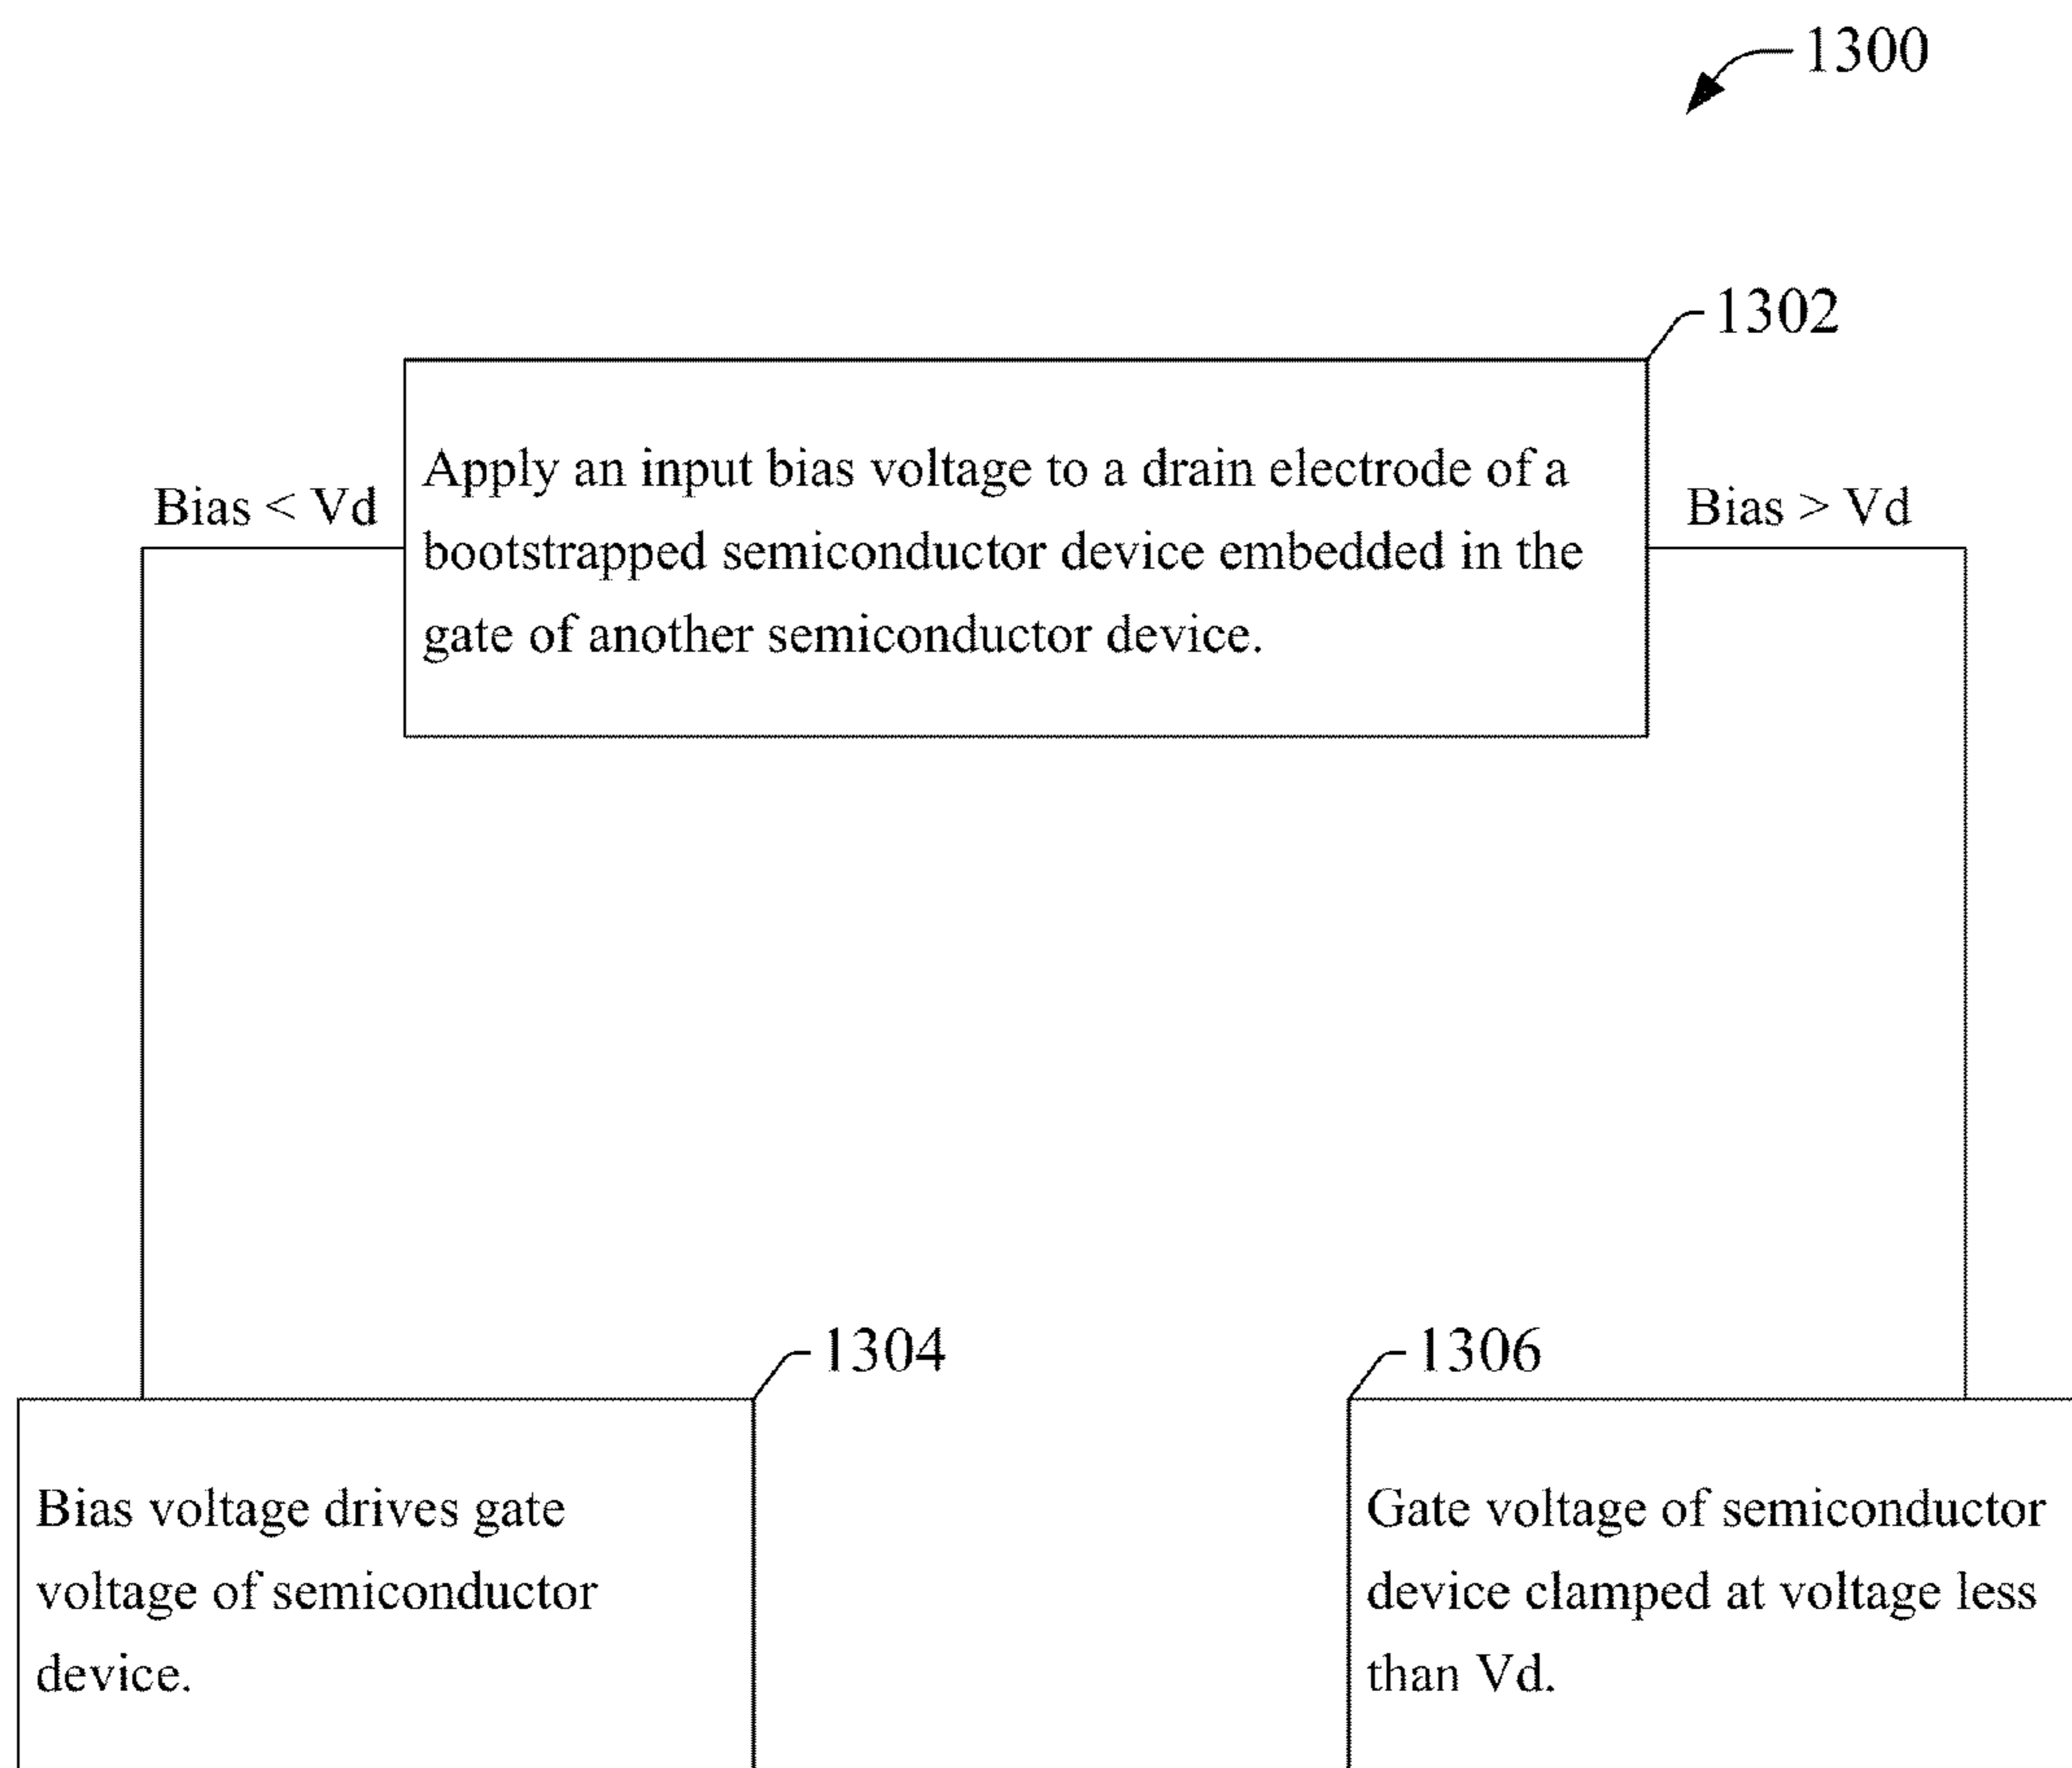 1300
1302
Apply an input bias voltage to a drain electrode of a
bootstrapped semiconductor device embedded in the
gate of another semiconductor device.
Bias < Vd
Bias > Vd
1304
Bias voltage drives gate
voltage of semiconductor
device.
1306
Gate voltage of semiconductor
device clamped at voltage less
than Vd.